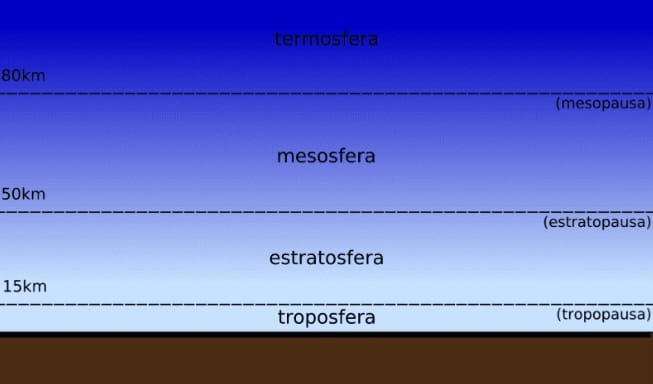 termosfera
80km
(mesopausa)
mesosfera
50km
(estratopausa)
estratosfera
15km
(tropopausa)
troposfera